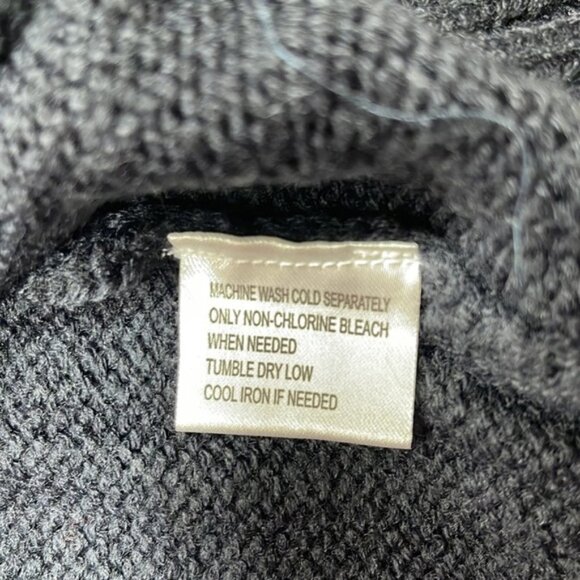 MACHINE WASH COLD SEPARATELY
ONLY NON-CHLORINE BLEACH
WHEN NEEDED
TUMBLE DRY LOW
COOL IRON IF NEEDED